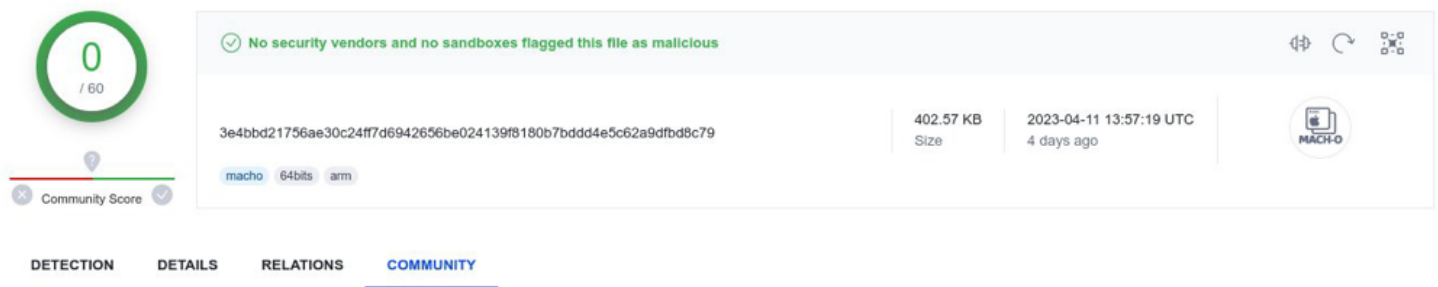 0
/ 60
No security vendors and no sandboxes flagged this file as malicious
3e4bbd21756ae30c24ff7d6942656be024139f8180b7bddd4e5c62a9dfbd8c79
402.57 KB
Size
2023-04-11 13:57:19 UTC
4 days ago
MACH-O
macho 64bits arm
?
Community Score
DETECTION DETAILS RELATIONS COMMUNITY